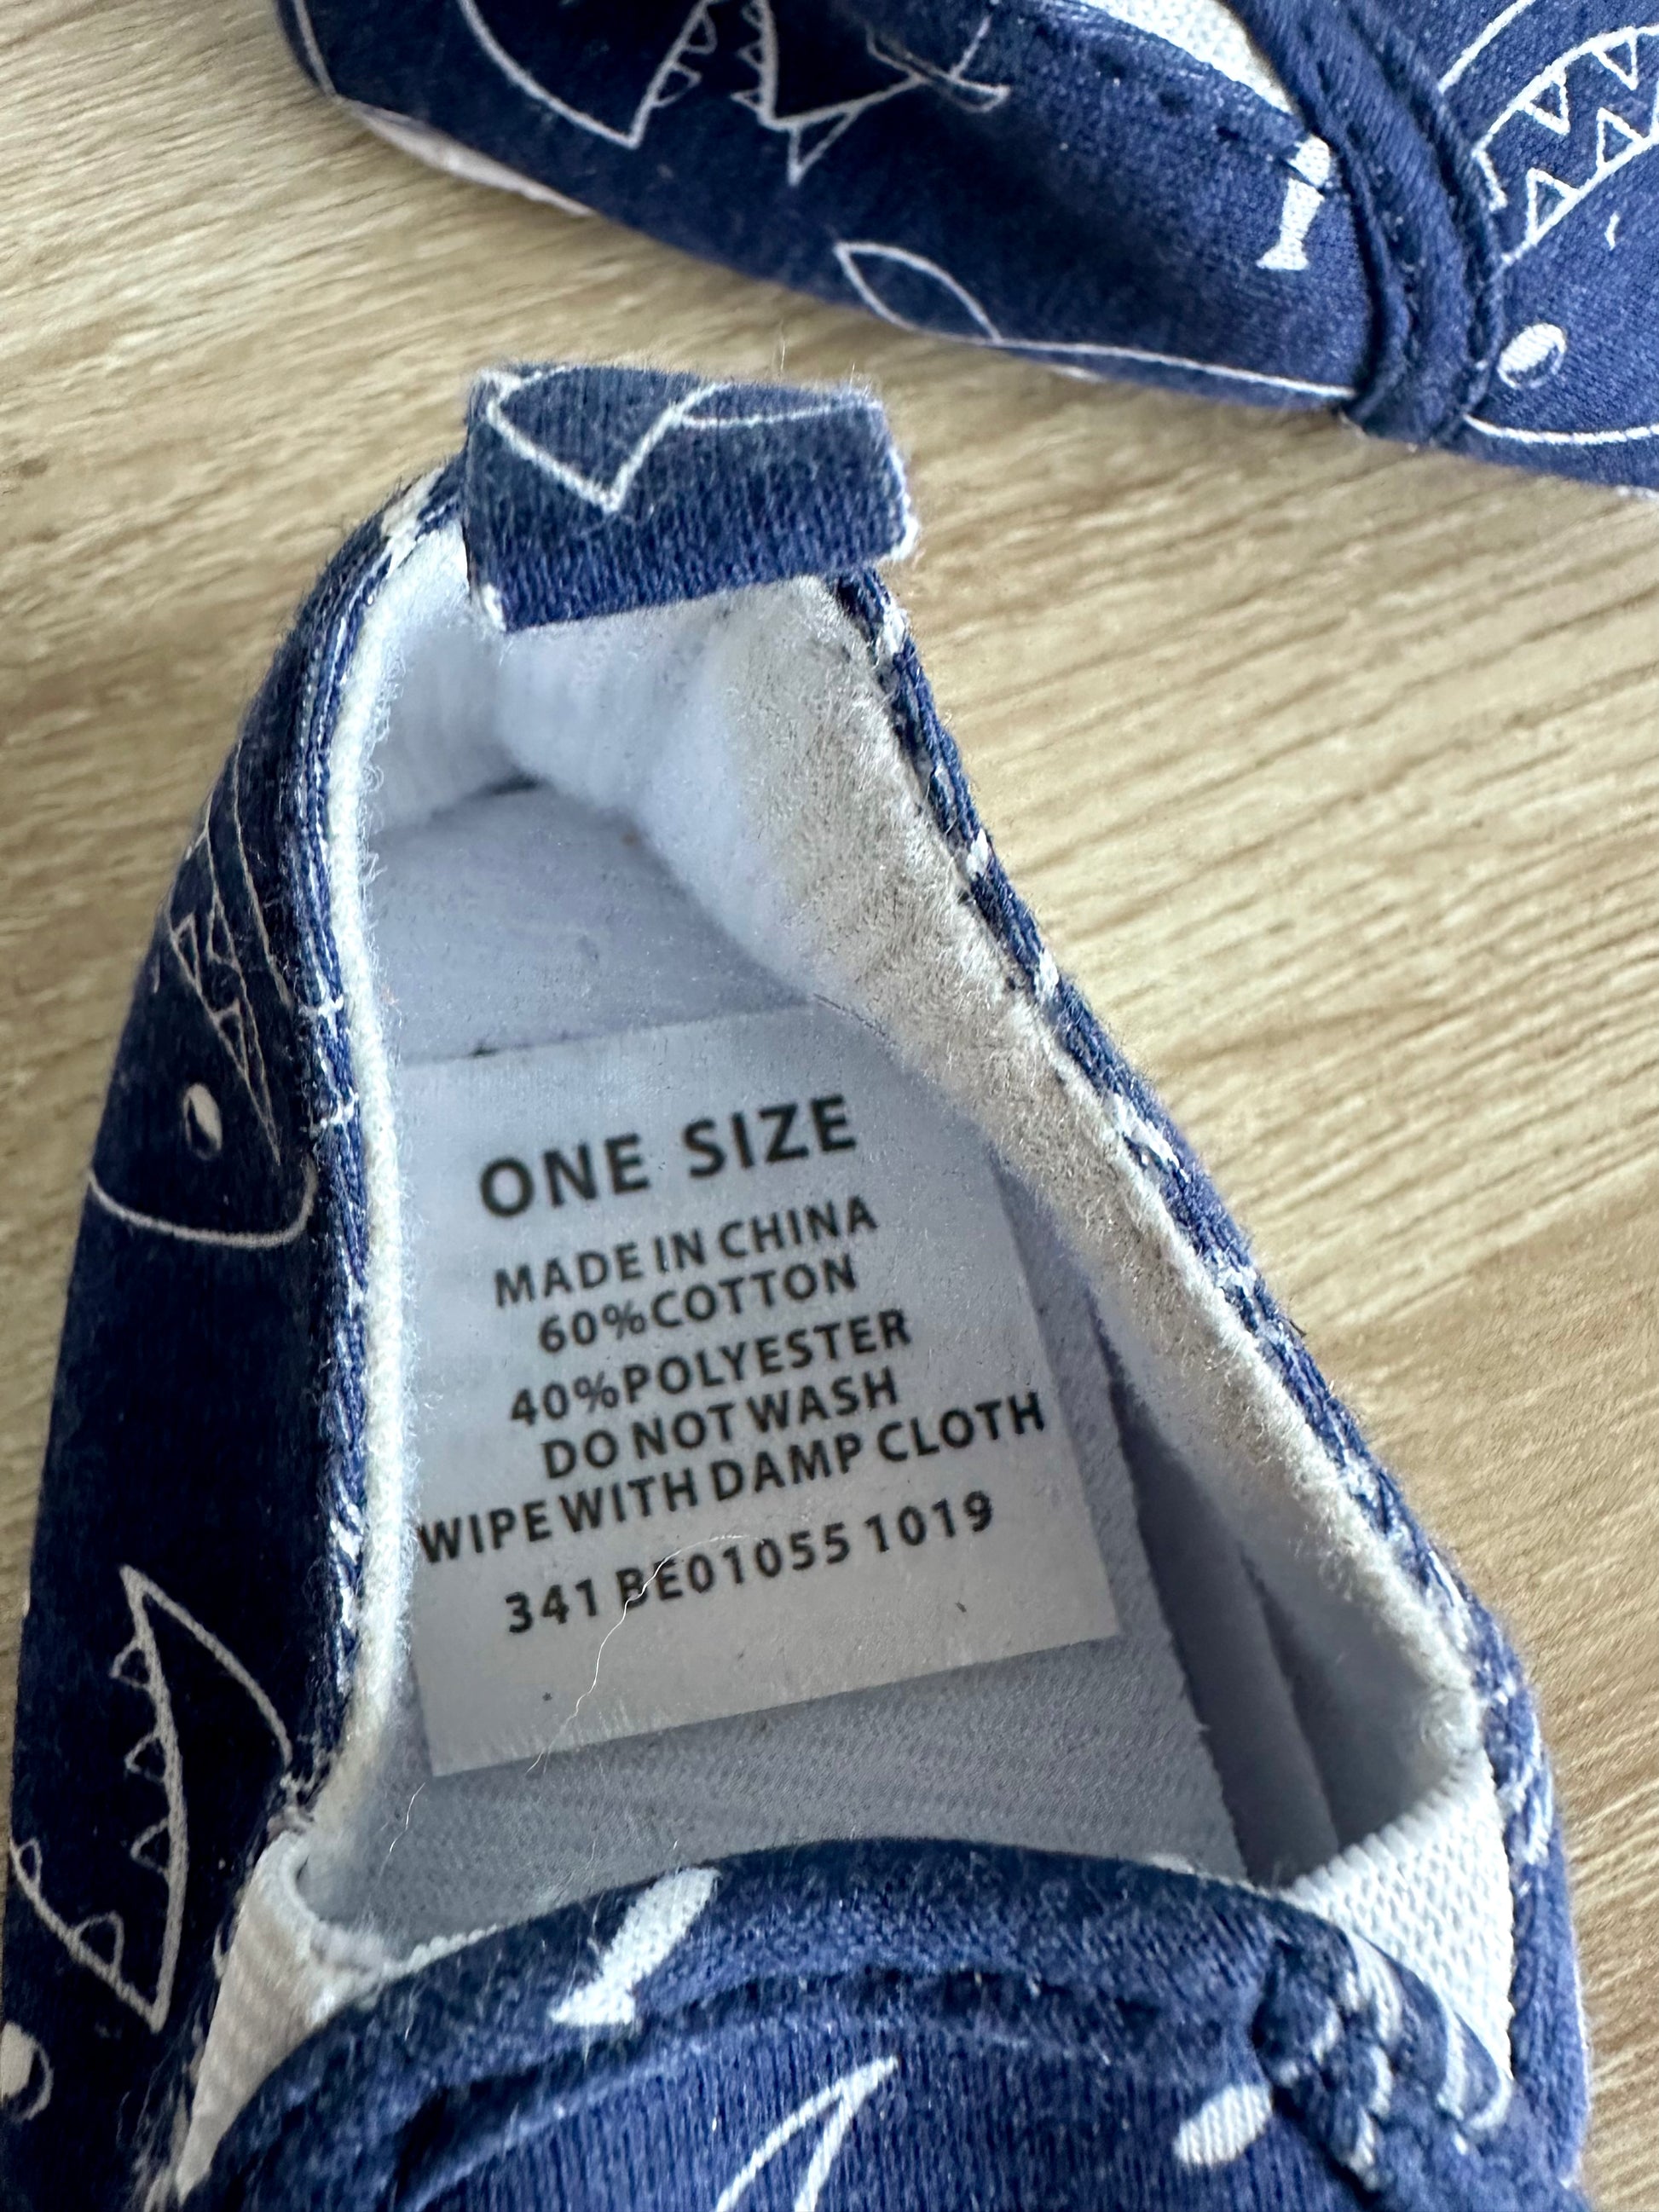 ONE SIZE
MADE IN CHINA
60%COTTON
40%POLYESTER
DO NOT WASH
WIPE WITH DAMP CLOTH
341 BE01055 1019